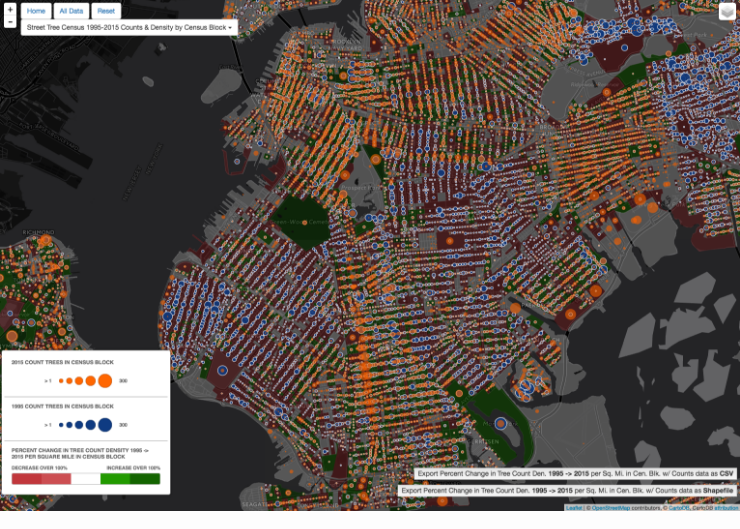 +
Home
All Data
Reset
−
Street Tree Census 1995-2015 Counts & Density by Census Block
RICHMOND
2015 COUNT TREES IN CENSUS BLOCK
> 1
300
1995 COUNT TREES IN CENSUS BLOCK
> 1
300
PERCENT CHANGE IN TREE COUNT DENSITY 1995 ->
2015 PER SQUARE MILE IN CENSUS BLOCK
DECREASE OVER 100%
INCREASE OVER 100%
Export Percent Change in Tree Count Den. 1995 -> 2015 per Sq. Mi. in Cen. Blk. w/ Counts data as CSV
Export Percent Change in Tree Count Den. 1995 -> 2015 per Sq. Mi. in Cen. Blk. w/ Counts data as Shapefile
Leaflet | © OpenStreetMap contributors, © CartoDB, CartoDB attribution